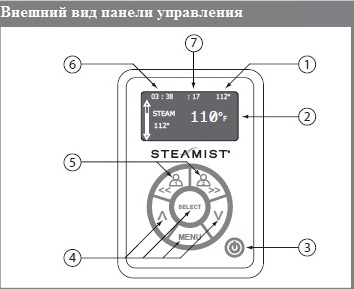 Внешний вид панели управления
7
6
1
03 : 38 : 17 112°
STEAM 110°F
112°
2
STEAMIST®
5
<< >>
SELECT
Λ V
MENU
4
3